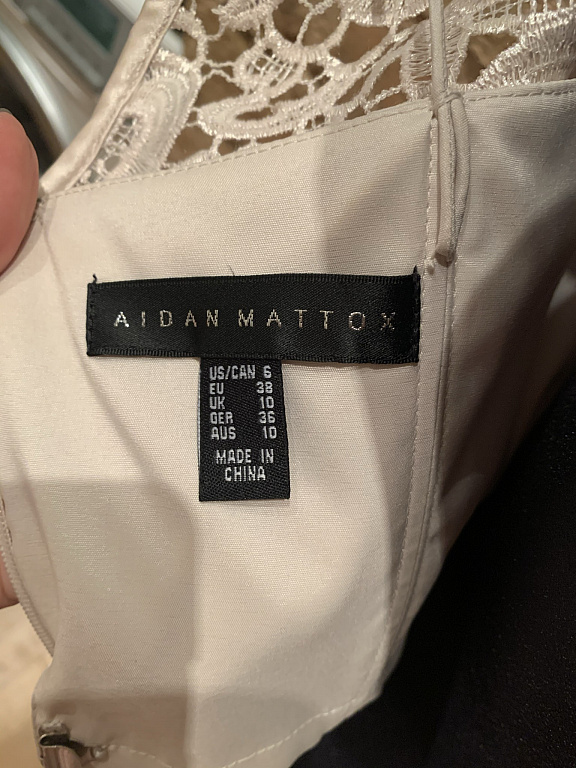 AIDAN MATTOX
US/CAN 6
EU 38
UK 10
GER 36
AUS 10
MADE IN
CHINA